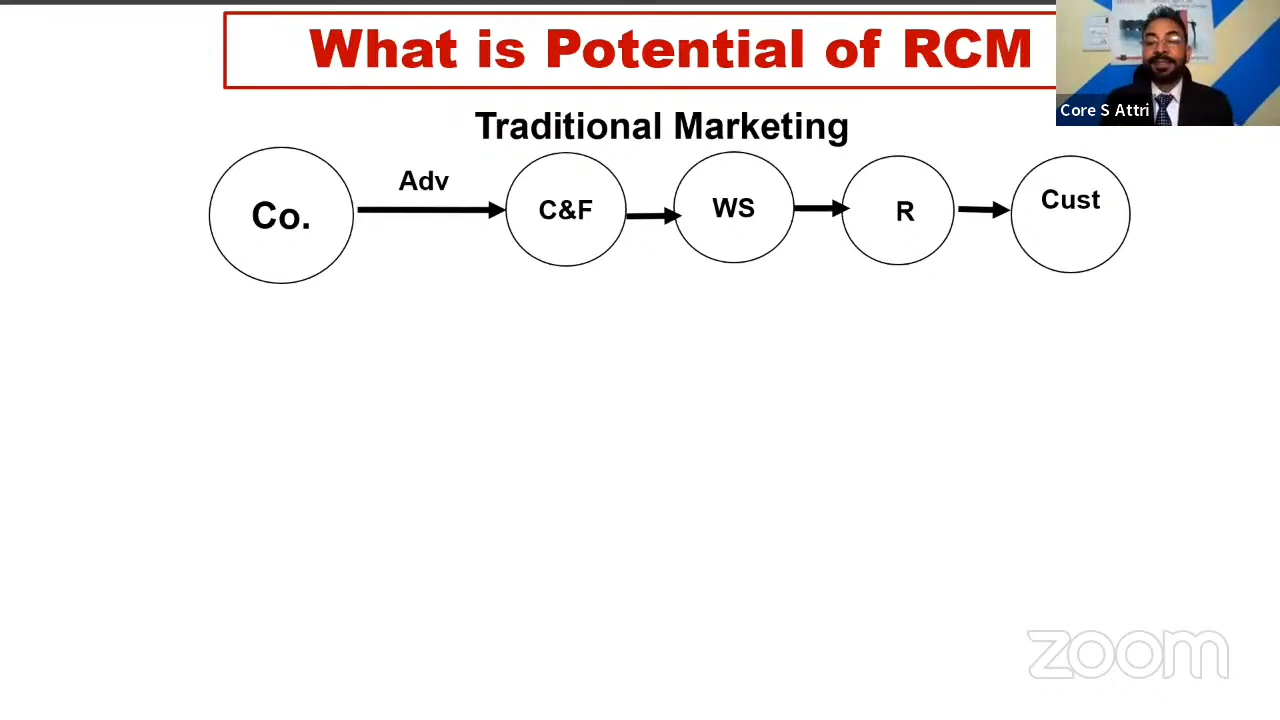 What is Potential of RCM
Core S Attri
Traditional Marketing
Co.
Adv
C&F
WS
R
Cust
zoom